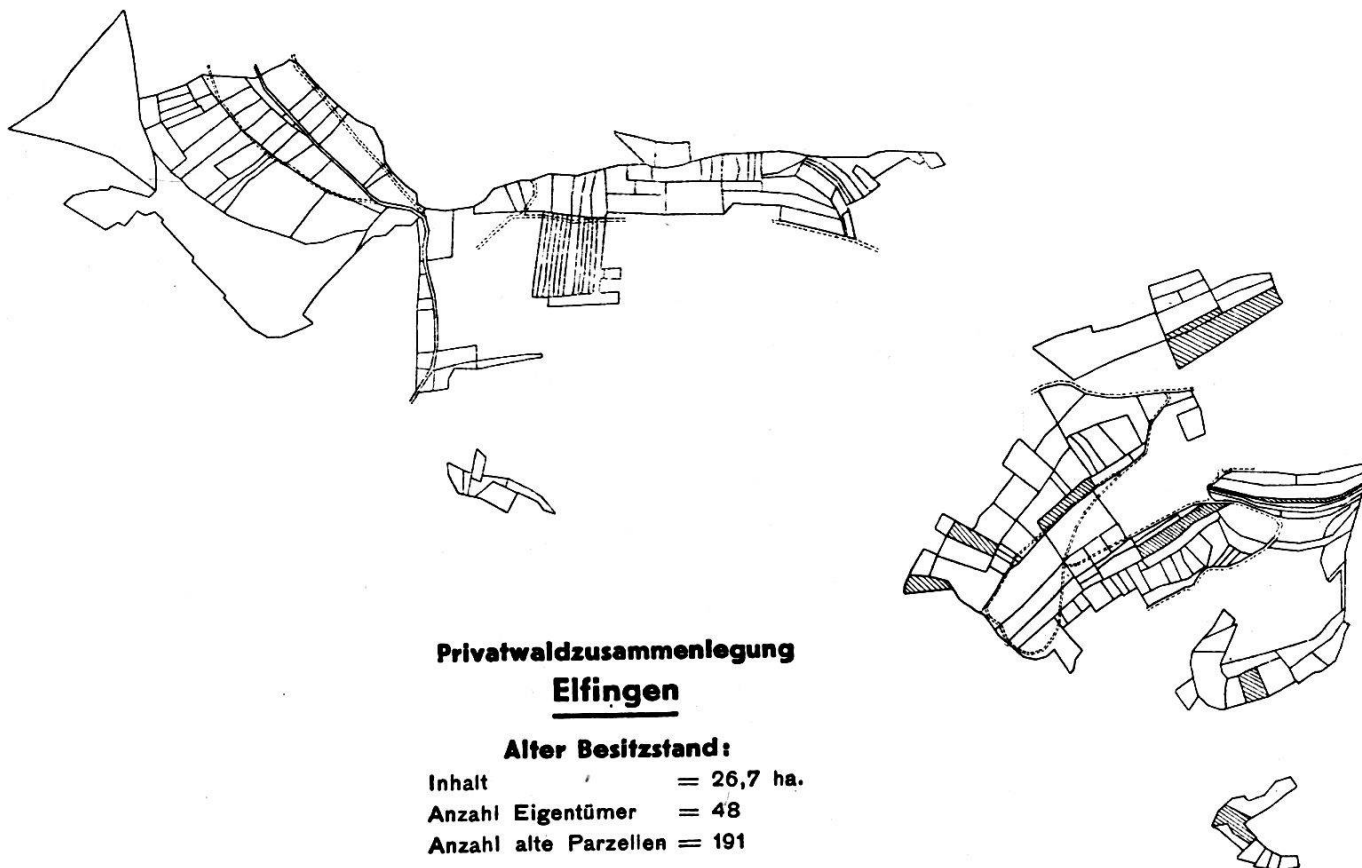 Privatwaldzusammenlegung
Elfingen
Alter Besitzstand:
Inhalt = 26,7 ha.
Anzahl Eigentümer = 48
Anzahl alte Parzellen = 191